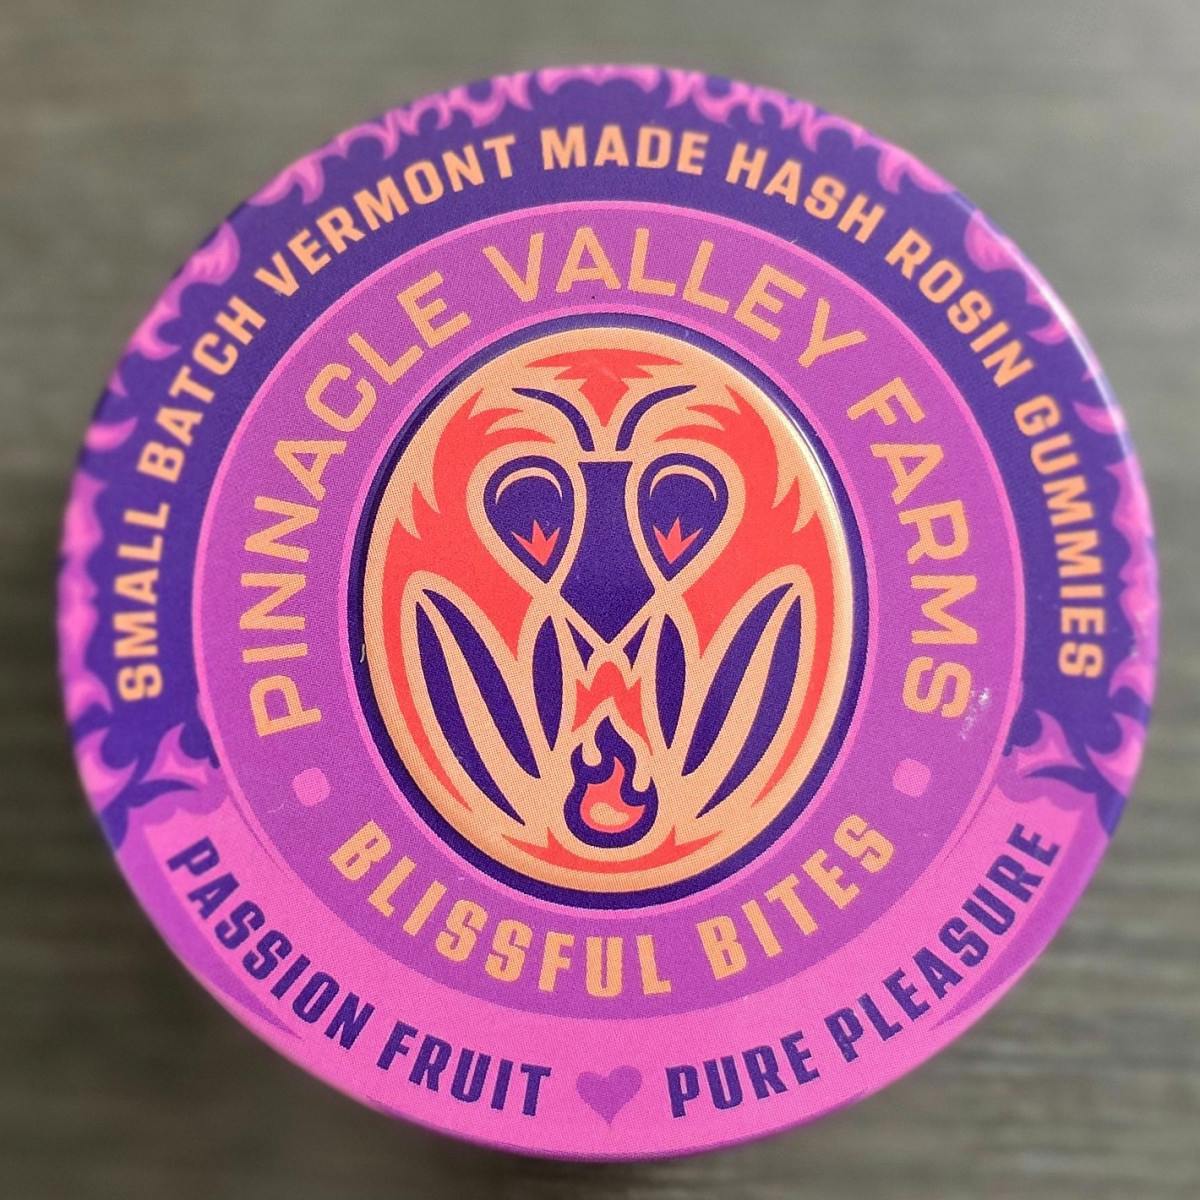 SMALL BATCH VERMONT MADE HASH ROSIN GUMMIES
PINNACLE VALLEY FARMS
BLISSFUL BITES
PASSION FRUIT PURE PLEASURE